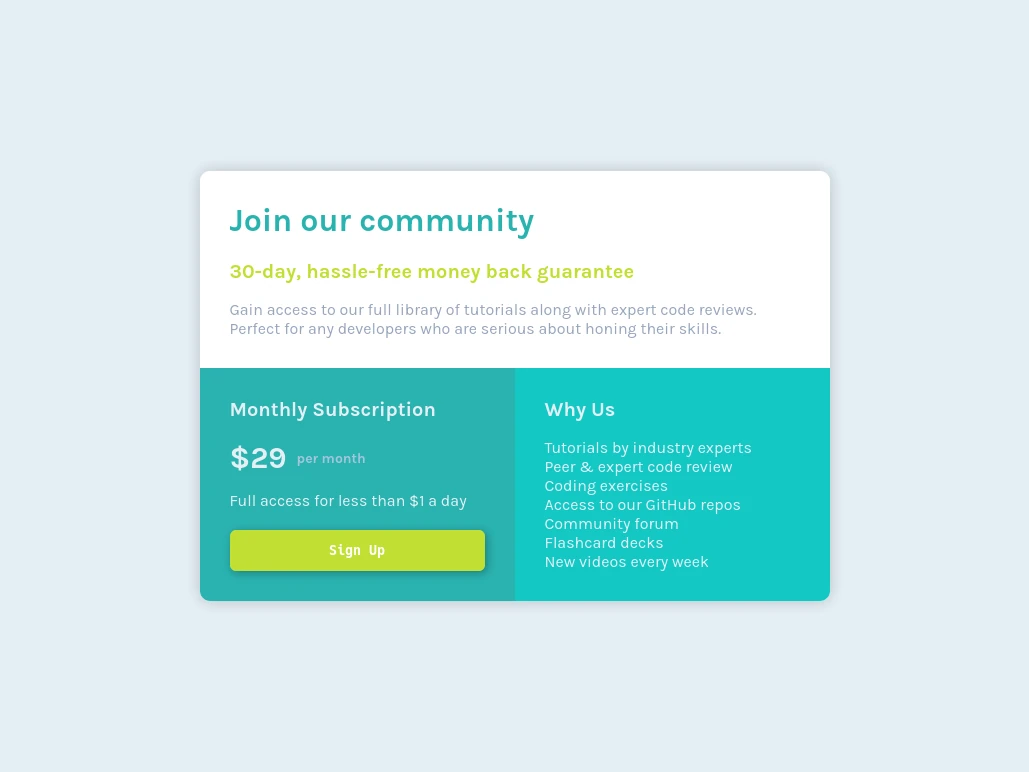 Join our community
30-day, hassle-free money back guarantee
Gain access to our full library of tutorials along with expert code reviews.
Perfect for any developers who are serious about honing their skills.
Monthly Subscription
$29 per month
Full access for less than $1 a day
Sign Up
Why Us
Tutorials by industry experts
Peer & expert code review
Coding exercises
Access to our GitHub repos
Community forum
Flashcard decks
New videos every week